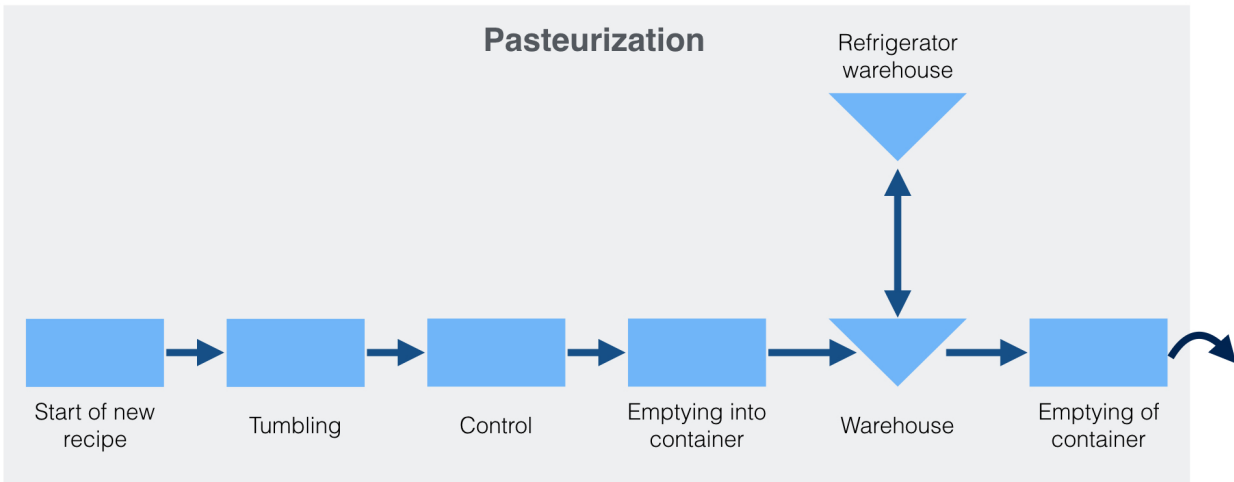 Pasteurization
Refrigerator
warehouse
Start of new
recipe
Tumbling
Control
Emptying into
container
Warehouse
Emptying of
container